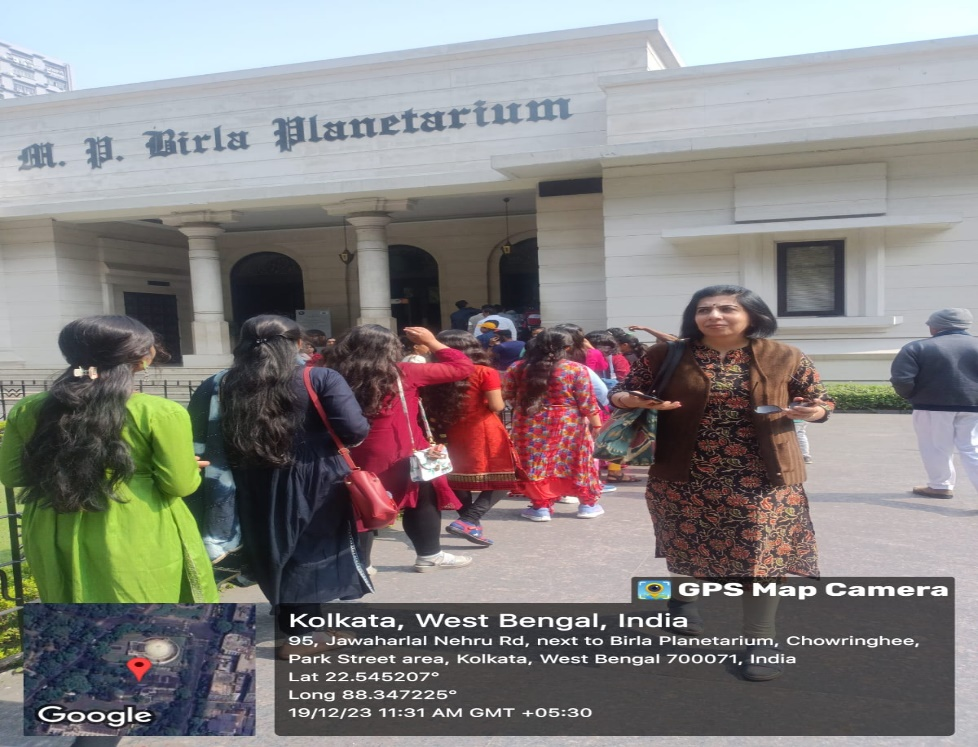 M. P. Birla Planetarium
GPS Map Camera
Kolkata, West Bengal, India
95, Jawaharlal Nehru Rd, next to Birla Planetarium, Chowringhee,
Park Street area, Kolkata, West Bengal 700071, India
Lat 22.545207°
Long 88.347225°
19/12/23 11:31 AM GMT +05:30
Google